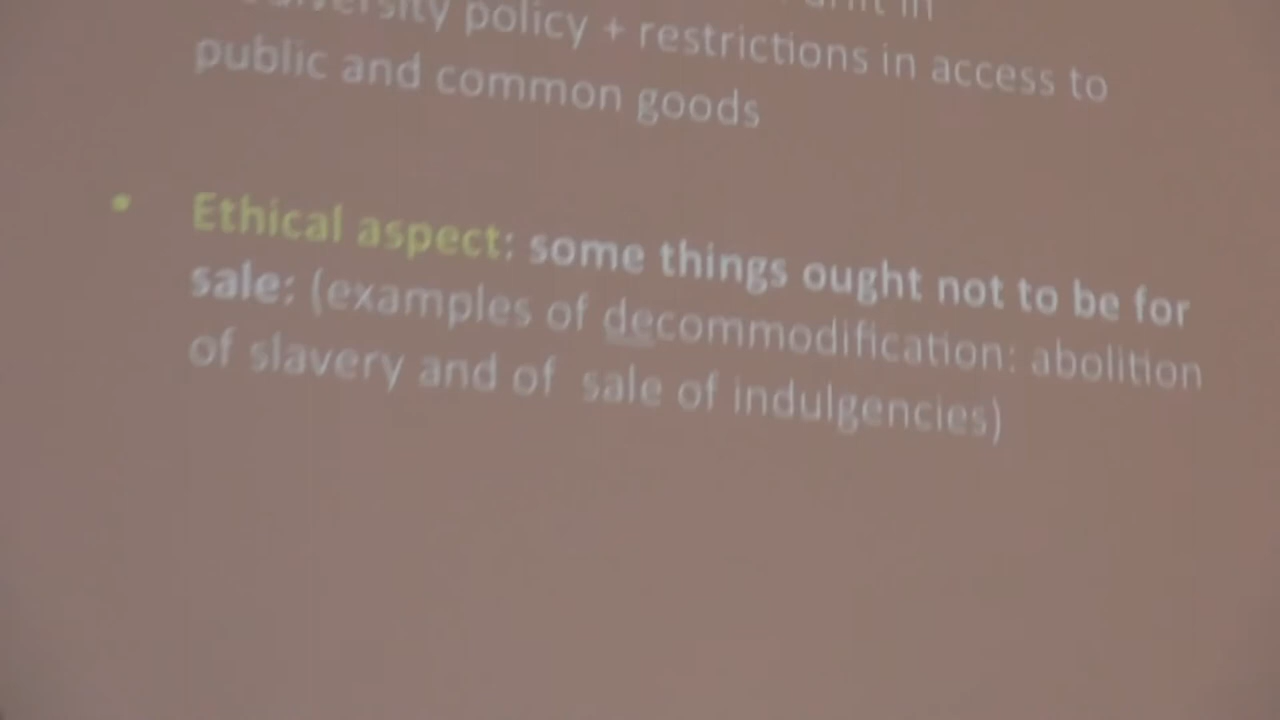 in
policy + restrictions in access to
public and common goods
• Ethical aspect: some things ought not to be for
sale: (examples of decommodification: abolition
of slavery and of sale of indulgencies)